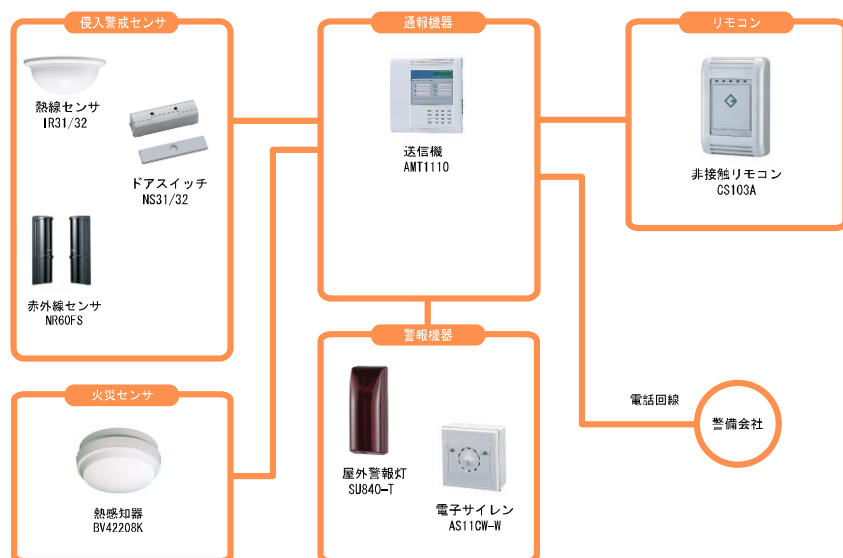 侵入警戒センサ
熱線センサ
IR31/32
ドアスイッチ
NS31/32
赤外線センサ
NR60FS
通報機器
送信機
AMT1110
リモコン
非接触リモコン
CS103A
火災センサ
熱感知器
BV42208K
警報機器
屋外警報灯
SU840-T
電子サイレン
AS11CW-W
電話回線
警備会社